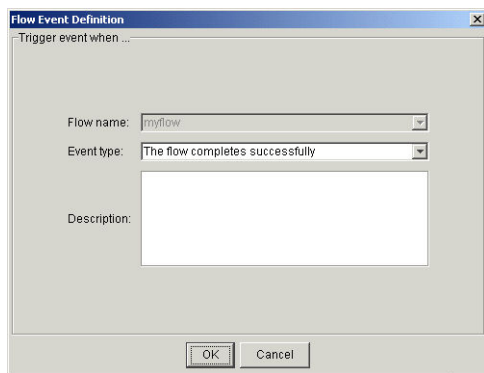 Flow Event Definition
Trigger event when ...
Flow name: myflow
Event type: The flow completes successfully
Description:
OK Cancel